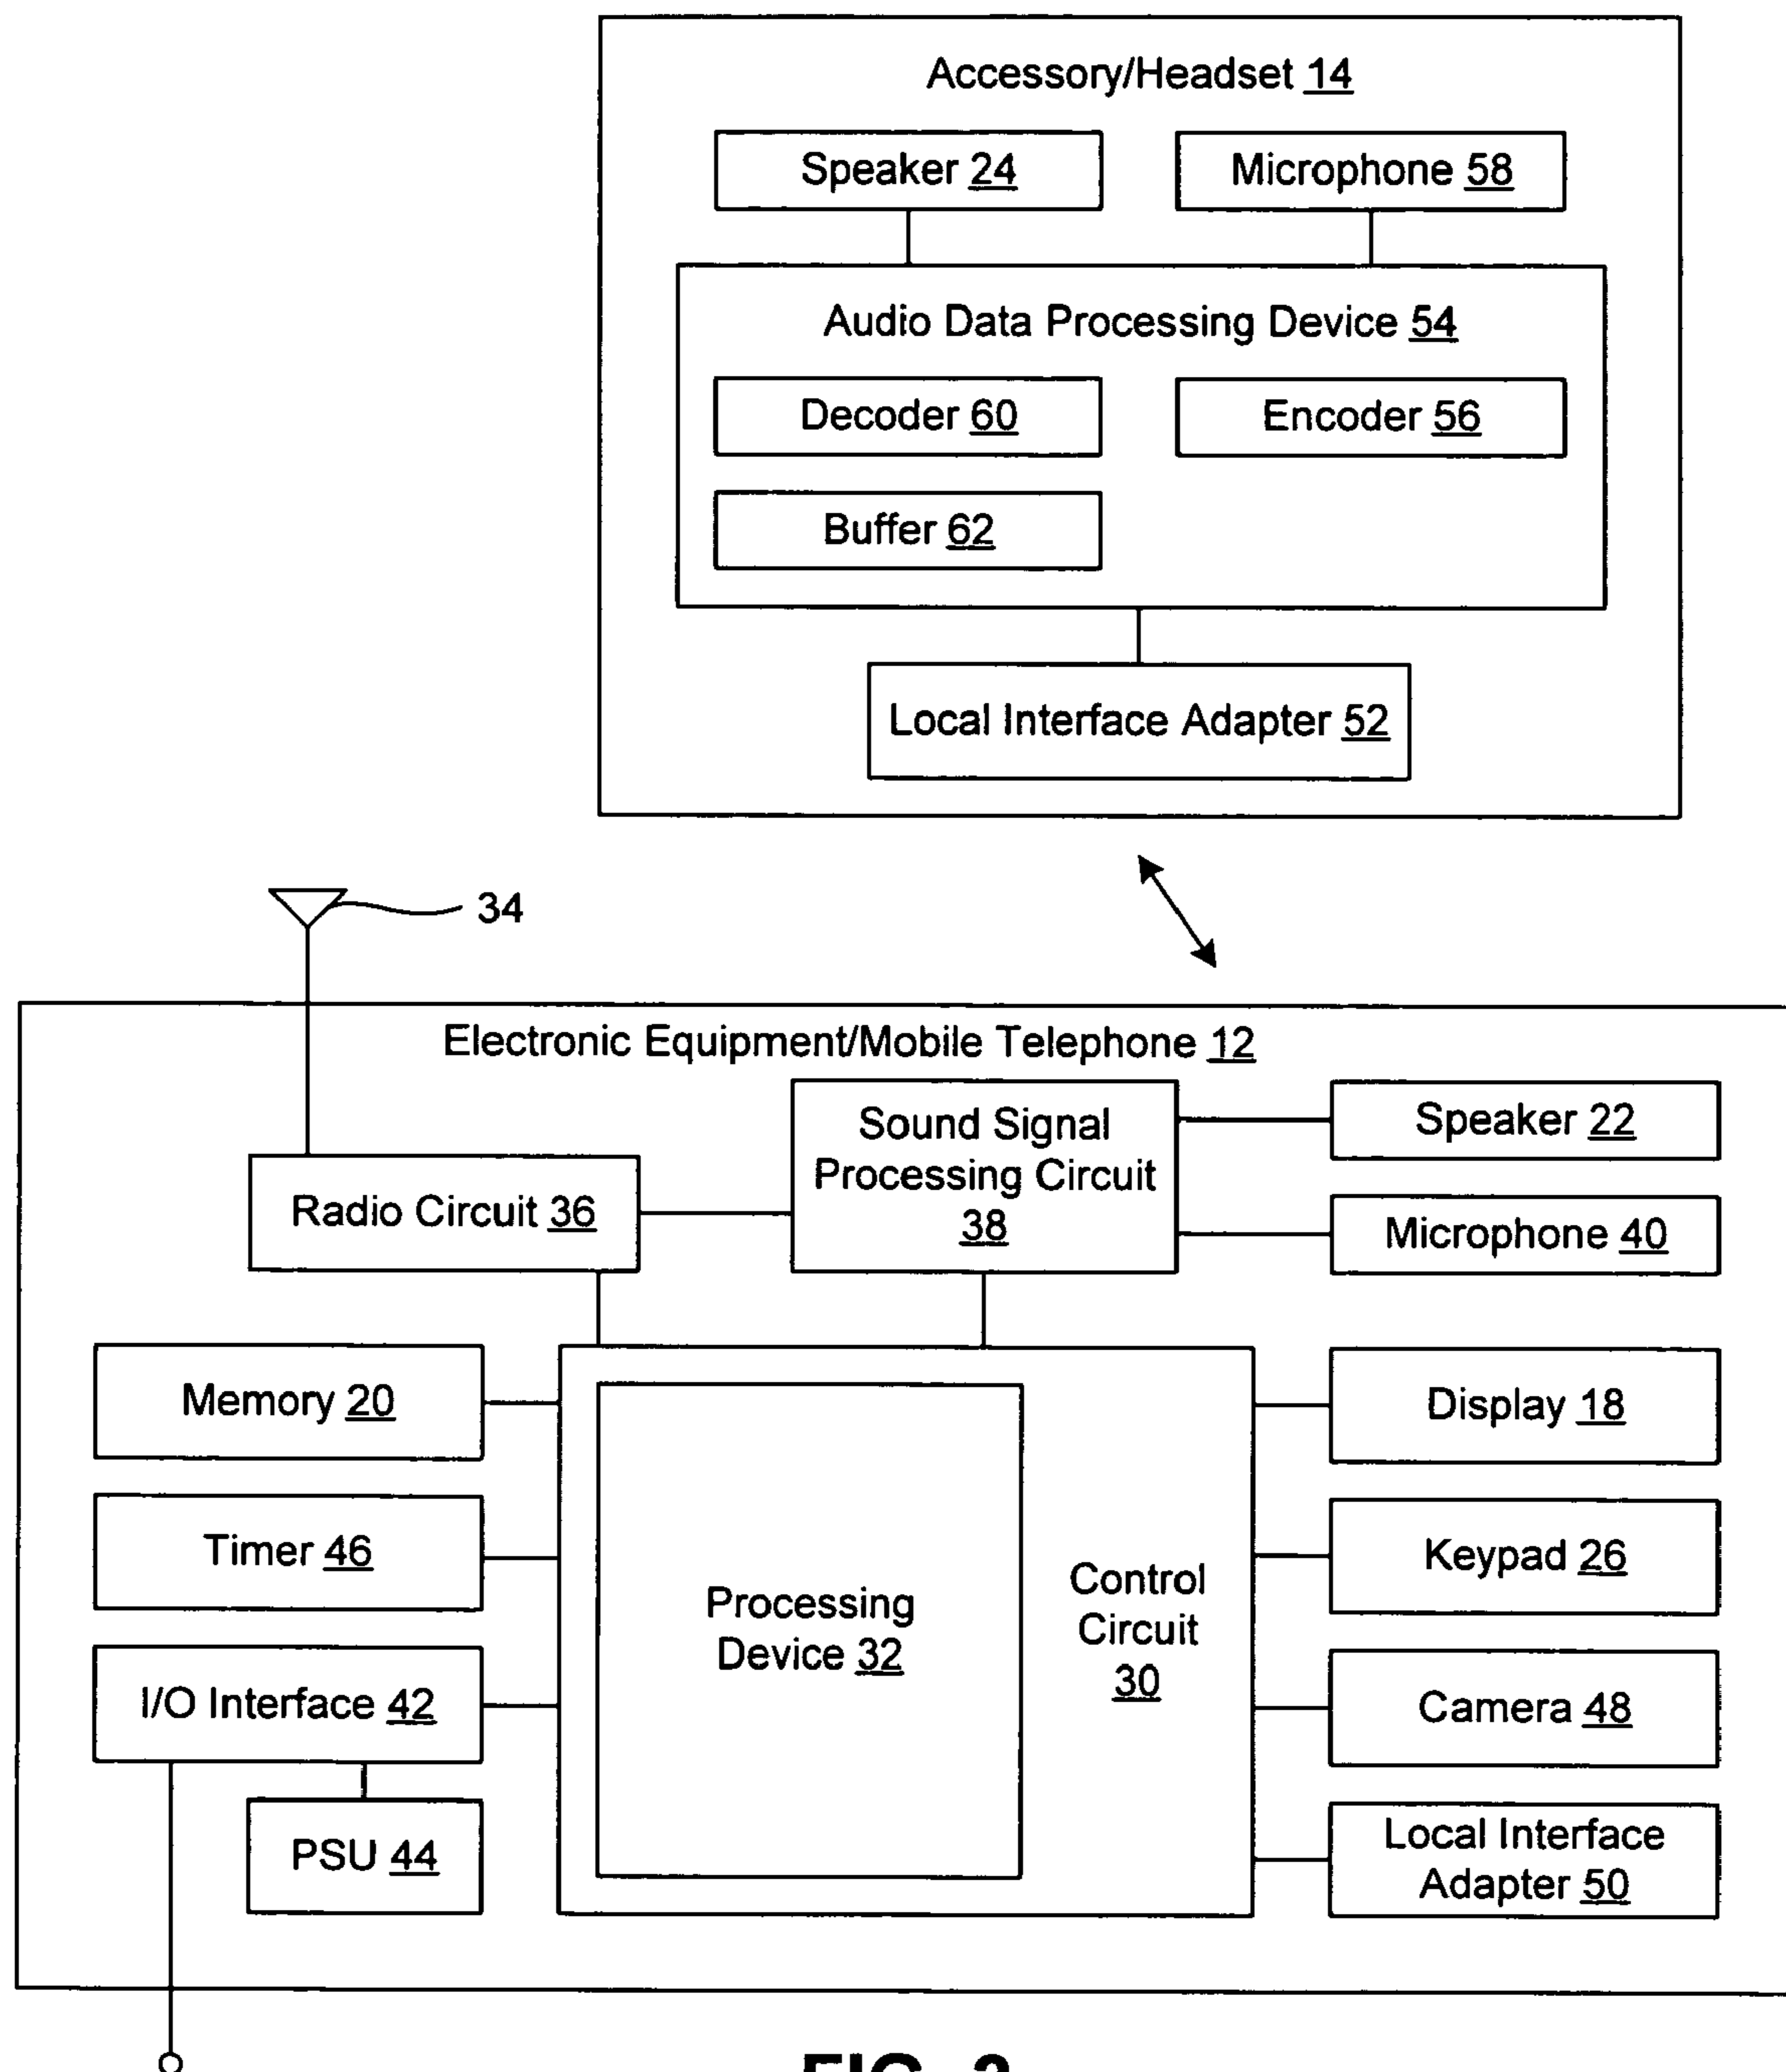 Accessory/Headset 14
Speaker 24
Microphone 58
Audio Data Processing Device 54
Decoder 60
Encoder 56
Buffer 62
Local Interface Adapter 52
34
Electronic Equipment/Mobile Telephone 12
Sound Signal
Processing Circuit
38
Speaker 22
Radio Circuit 36
Microphone 40
Memory 20
Display 18
Timer 46
Keypad 26
Processing
Device 32
Control
Circuit
30
I/O Interface 42
Camera 48
PSU 44
Local Interface
Adapter 50